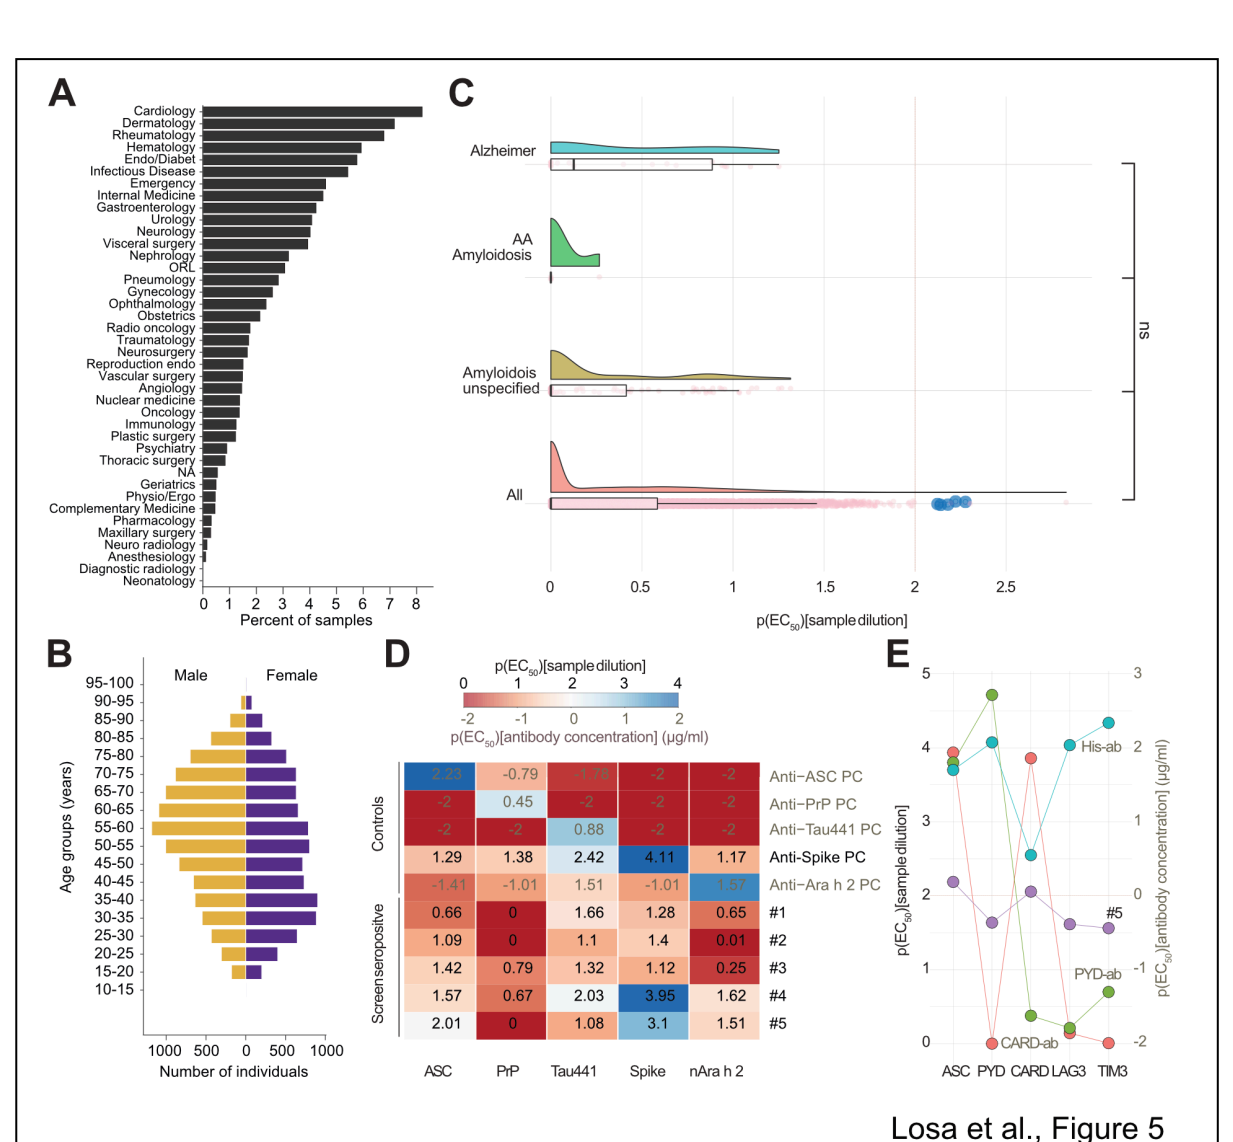 A
Cardiology
Dermatology
Rheumatology
Hematology
Endo/Diabet
Infectious Disease
Emergency
Internal Medicine
Gastroenterology
Urology
Neurology
Visceral surgery
Nephrology
ORL
Pneumology
Gynecology
Ophthalmology
Obstetrics
Radio oncology
Traumatology
Neurosurgery
Reproduction endo
Vascular surgery
Angiology
Nuclear medicine
Oncology
Immunology
Plastic surgery
Psychiatry
Thoracic surgery
NA
Geriatrics
Physio/Ergo
Complementary Medicine
Pharmacology
Maxillary surgery
Neuro radiology
Anesthesiology
Diagnostic radiology
Neonatology
0 1 2 3 4 5 6 7 8
Percent of samples
C
Alzheimer
AA
Amyloidosis
Amyloidois
unspecified
All
ns
0 0.5 1 1.5 2 2.5
p(EC50)[sample dilution]
B
Male Female
Age groups (years)
95-100
90-95
85-90
80-85
75-80
70-75
65-70
60-65
55-60
50-55
45-50
40-45
35-40
30-35
25-30
20-25
15-20
10-15
1000 500 0 500 1000
Number of individuals
D
p(EC50)[sample dilution]
0 1 2 3 4
-2 -1 0 1 2
p(EC50)[antibody concentration] (µg/ml)
Controls
2.23 -0.79 -1.78 -2 -2 Anti-ASC PC
-2 0.45 -2 -2 -2 Anti-PrP PC
-2 -2 0.88 -2 -2 Anti-Tau441 PC
1.29 1.38 2.42 4.11 1.17 Anti-Spike PC
-1.41 -1.01 1.51 -1.01 1.57 Anti-Ara h 2 PC
Screen seropositive
0.66 0 1.66 1.28 0.65 #1
1.09 0 1.1 1.4 0.01 #2
1.42 0.79 1.32 1.12 0.25 #3
1.57 0.67 2.03 3.95 1.62 #4
2.01 0 1.08 3.1 1.51 #5
ASC PrP Tau441 Spike nAra h 2
E
p(EC50)[sample dilution]
5
4
3
2
1
0
3
2
1
0
-1
-2
p(EC50)[antibody concentration] (µg/ml)
His-ab
#5
PYD-ab
CARD-ab
ASC PYD CARD LAG3 TIM3
Losa et al., Figure 5